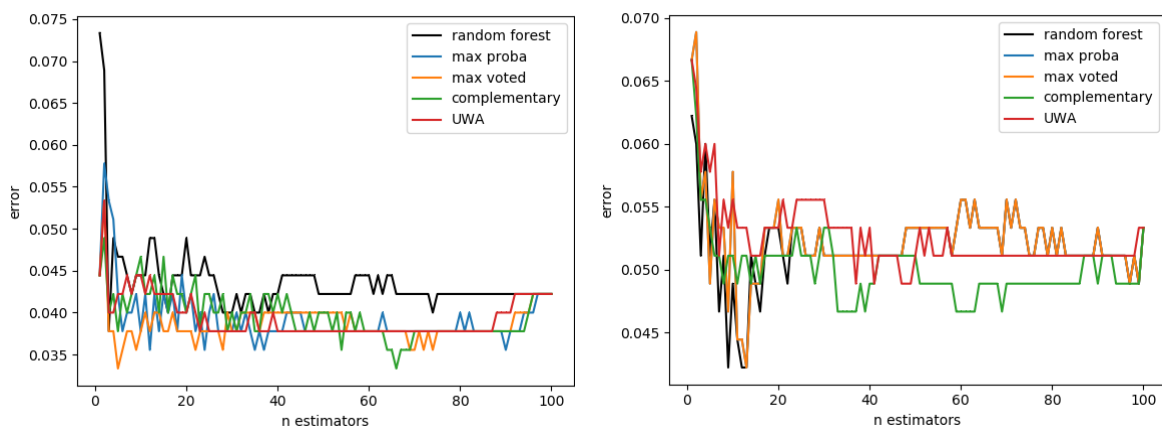 0.075
0.070
0.065
0.060
0.055
0.050
0.045
0.040
0.035
error
0 20 40 60 80 100
n estimators
random forest
max proba
max voted
complementary
UWA
0.070
0.065
0.060
0.055
0.050
0.045
error
0 20 40 60 80 100
n estimators
random forest
max proba
max voted
complementary
UWA